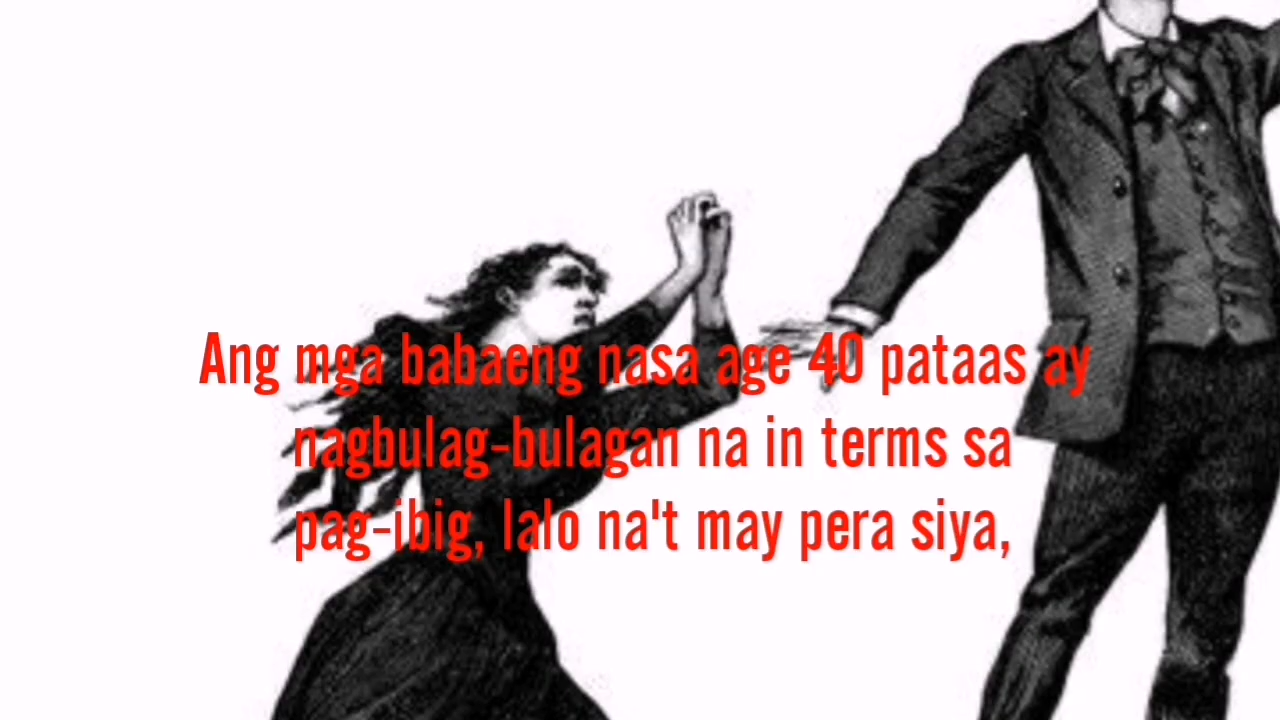 Ang mga babaeng nasa age 40 pataas ay
nagbulag-bulagan na in terms sa
pag-ibig, lalo na't may pera siya,